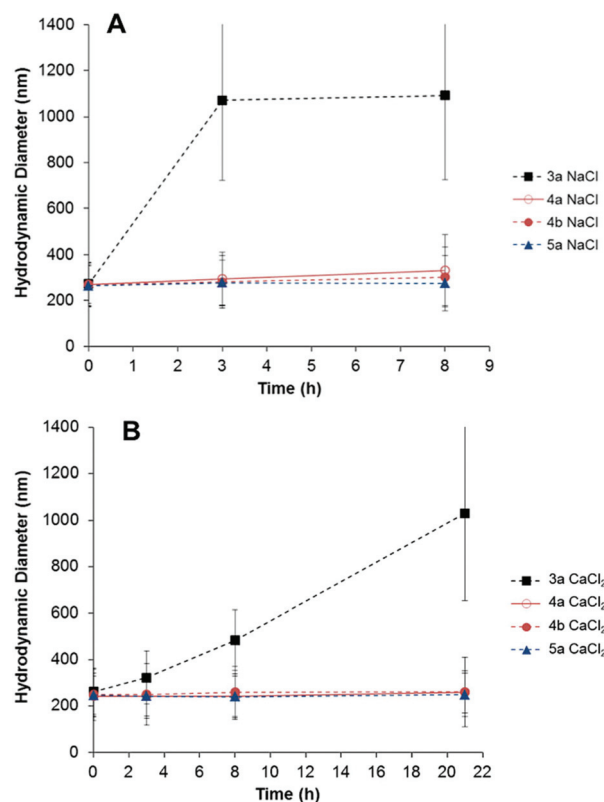 A
1400
1200
1000
800
600
400
200
0
Hydrodynamic Diameter (nm)
0 1 2 3 4 5 6 7 8 9
Time (h)
3a NaCl
4a NaCl
4b NaCl
5a NaCl
B
1400
1200
1000
800
600
400
200
0
Hydrodynamic Diameter (nm)
0 2 4 6 8 10 12 14 16 18 20 22
Time (h)
3a CaCl₂
4a CaCl₂
4b CaCl₂
5a CaCl₂